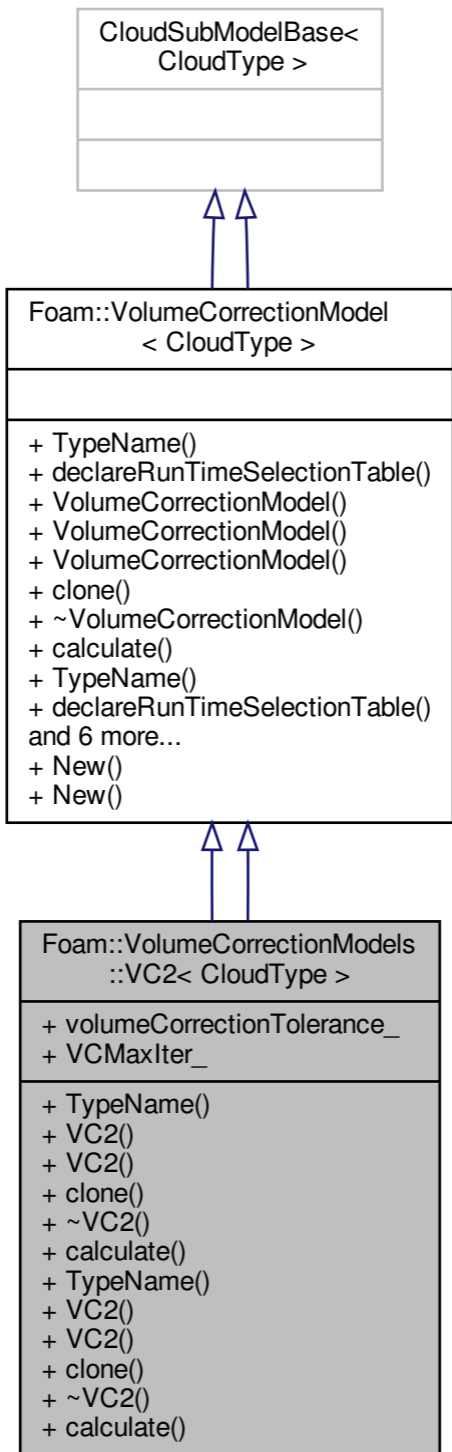 CloudSubModelBase<
CloudType >
Foam::VolumeCorrectionModel
< CloudType >
+ TypeName()
+ declareRunTimeSelectionTable()
+ VolumeCorrectionModel()
+ VolumeCorrectionModel()
+ VolumeCorrectionModel()
+ clone()
+ ~VolumeCorrectionModel()
+ calculate()
+ TypeName()
+ declareRunTimeSelectionTable()
and 6 more...
+ New()
+ New()
Foam::VolumeCorrectionModels
::VC2< CloudType >
+ volumeCorrectionTolerance_
+ VCMaxIter_
+ TypeName()
+ VC2()
+ VC2()
+ clone()
+ ~VC2()
+ calculate()
+ TypeName()
+ VC2()
+ VC2()
+ clone()
+ ~VC2()
+ calculate()